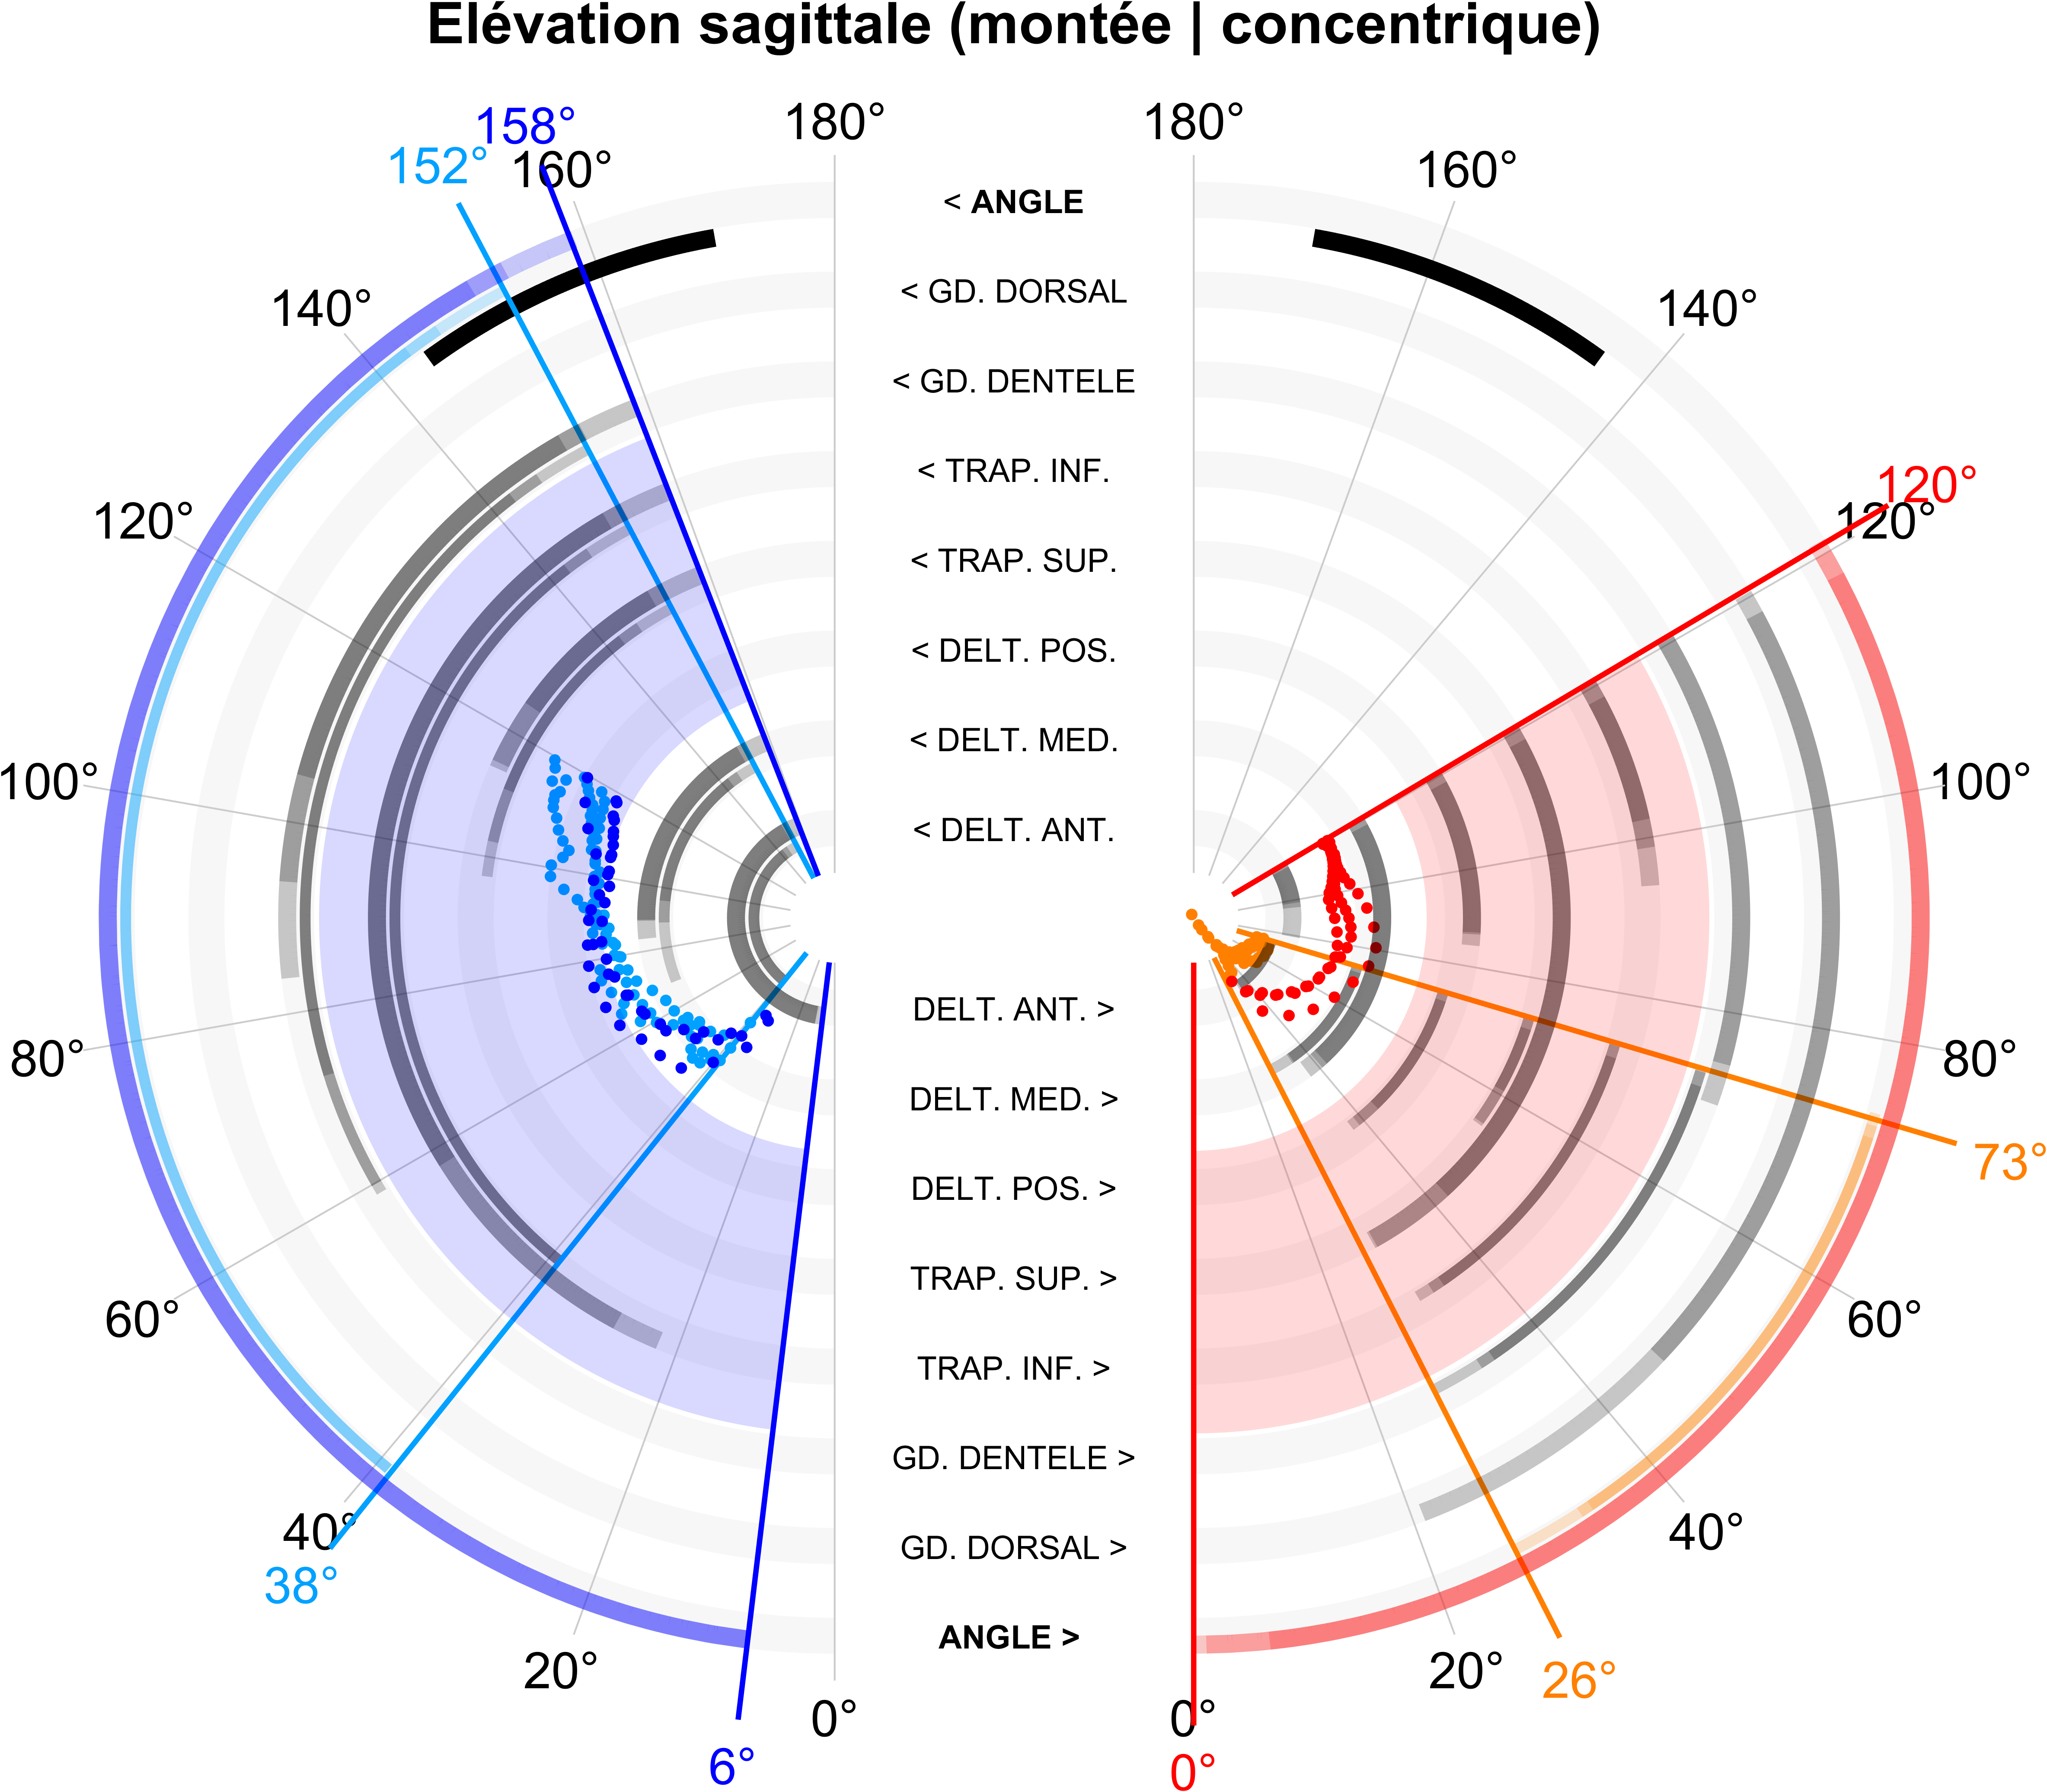 Elévation sagittale (montée | concentrique)
158°
180°
180°
152°
160°
160°
< ANGLE
< GD. DORSAL
140°
140°
< GD. DENTELE
< TRAP. INF.
120°
120°
120°
< TRAP. SUP.
< DELT. POS.
< DELT. MED.
100°
100°
< DELT. ANT.
DELT. ANT. >
80°
80°
DELT. MED. >
73°
DELT. POS. >
TRAP. SUP. >
60°
60°
TRAP. INF. >
GD. DENTELE >
40°
40°
GD. DORSAL >
38°
ANGLE >
20°
20°
26°
0°
0°
6°
0°